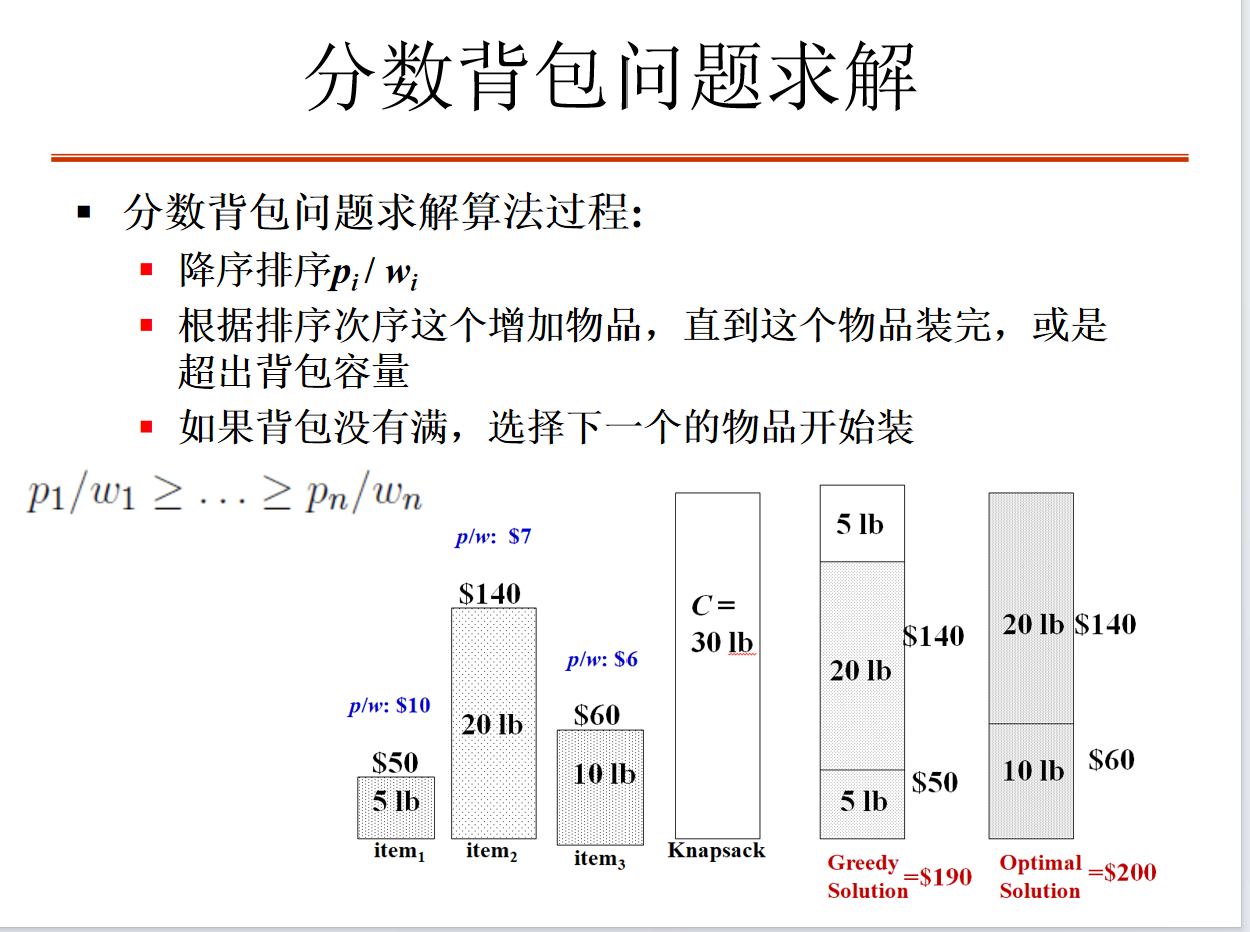 分数背包问题求解
分数背包问题求解算法过程:
降序排序pi / wi
根据排序次序这个增加物品，直到这个物品装完，或是
超出背包容量
如果背包没有满，选择下一个的物品开始装
p1/w1 ≥ ... ≥ pn/wn
p/w: $10
$50
5 lb
item1
p/w: $7
$140
20 lb
item2
p/w: $6
$60
10 lb
item3
C =
30 lb
Knapsack
5 lb
20 lb
$140
5 lb
$50
Greedy
Solution
=$190
20 lb
$140
10 lb
$60
Optimal
Solution
=$200